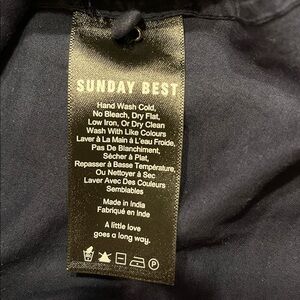 SUNDAY BEST
Hand Wash Cold,
No Bleach, Dry Flat,
Low Iron, Or Dry Clean
Wash With Like Colours
Laver à La Main à L'eau Froide,
Pas De Blanchiment,
Sécher à Plat,
Repasser à Basse Température,
Ou Nettoyer à Sec
Laver Avec Des Couleurs
Semblables
Made in India
Fabriqué en Inde
A little love
goes a long way.
P